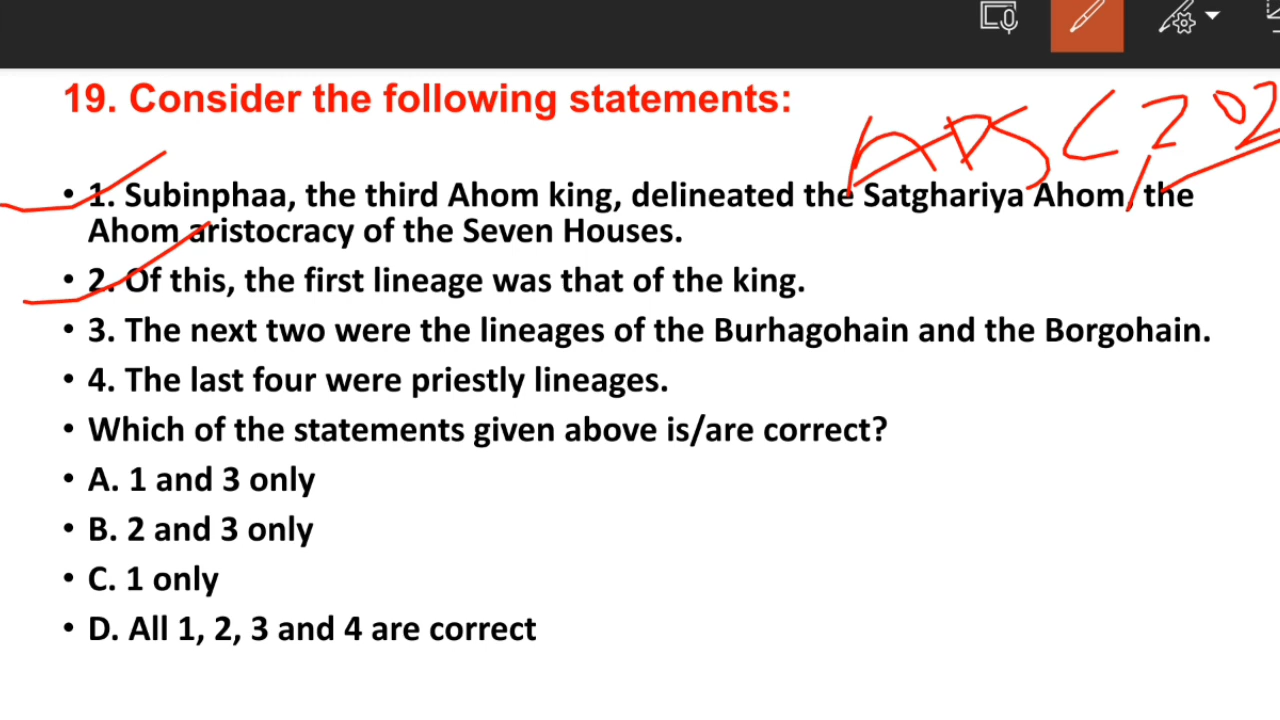 19. Consider the following statements:
APSC 202
• 1. Subinphaa, the third Ahom king, delineated the Satghariya Ahom, the
Ahom aristocracy of the Seven Houses.
• 2. Of this, the first lineage was that of the king.
• 3. The next two were the lineages of the Burhagohain and the Borgohain.
• 4. The last four were priestly lineages.
• Which of the statements given above is/are correct?
• A. 1 and 3 only
• B. 2 and 3 only
• C. 1 only
• D. All 1, 2, 3 and 4 are correct